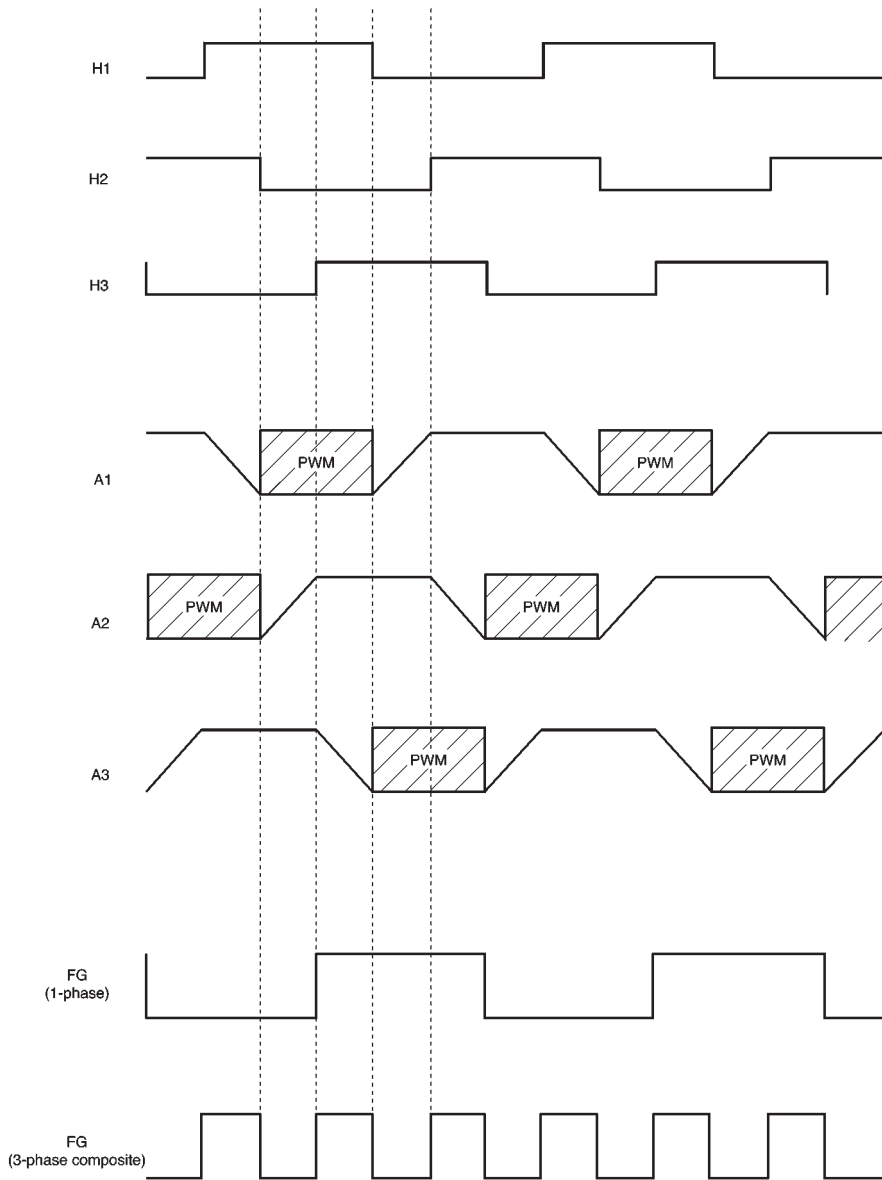 H1
H2
H3
A1
PWM
PWM
A2
PWM
PWM
A3
PWM
PWM
FG
(1-phase)
FG
(3-phase composite)